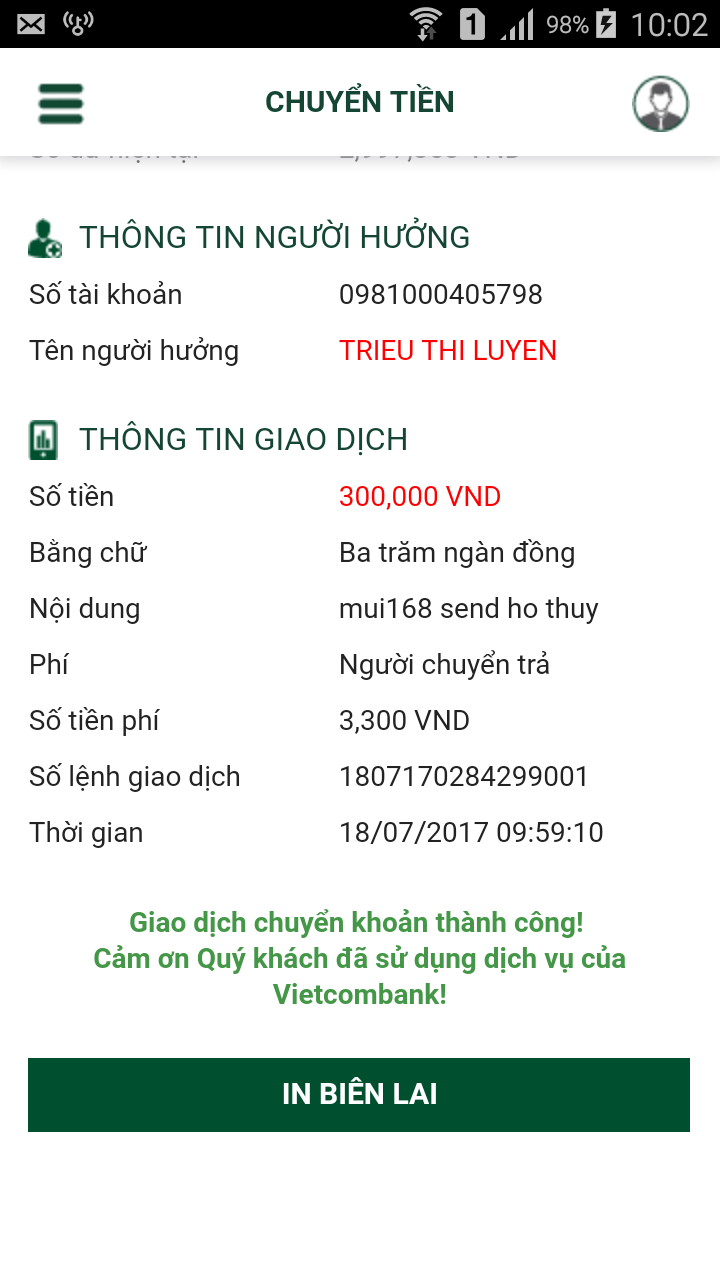 98% 10:02
CHUYỂN TIỀN
THÔNG TIN NGƯỜI HƯỞNG
Số tài khoản 0981000405798
Tên người hưởng TRIEU THI LUYEN
THÔNG TIN GIAO DỊCH
Số tiền 300,000 VND
Bằng chữ Ba trăm ngàn đồng
Nội dung mui168 send ho thuy
Phí Người chuyển trả
Số tiền phí 3,300 VND
Số lệnh giao dịch 1807170284299001
Thời gian 18/07/2017 09:59:10
Giao dịch chuyển khoản thành công!
Cảm ơn Quý khách đã sử dụng dịch vụ của
Vietcombank!
IN BIÊN LAI